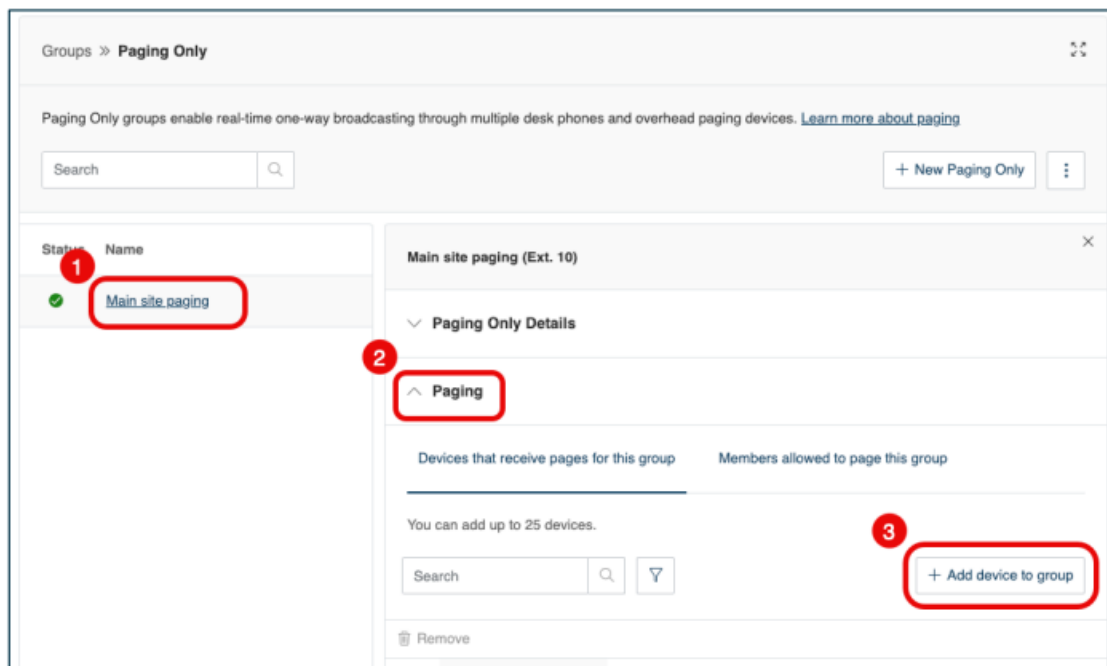 Groups » Paging Only
Paging Only groups enable real-time one-way broadcasting through multiple desk phones and overhead paging devices. Learn more about paging
Search
+ New Paging Only
Status Name
1
Main site paging
Main site paging (Ext. 10)
Paging Only Details
2
Paging
Devices that receive pages for this group Members allowed to page this group
You can add up to 25 devices.
3
Search
+ Add device to group
Remove